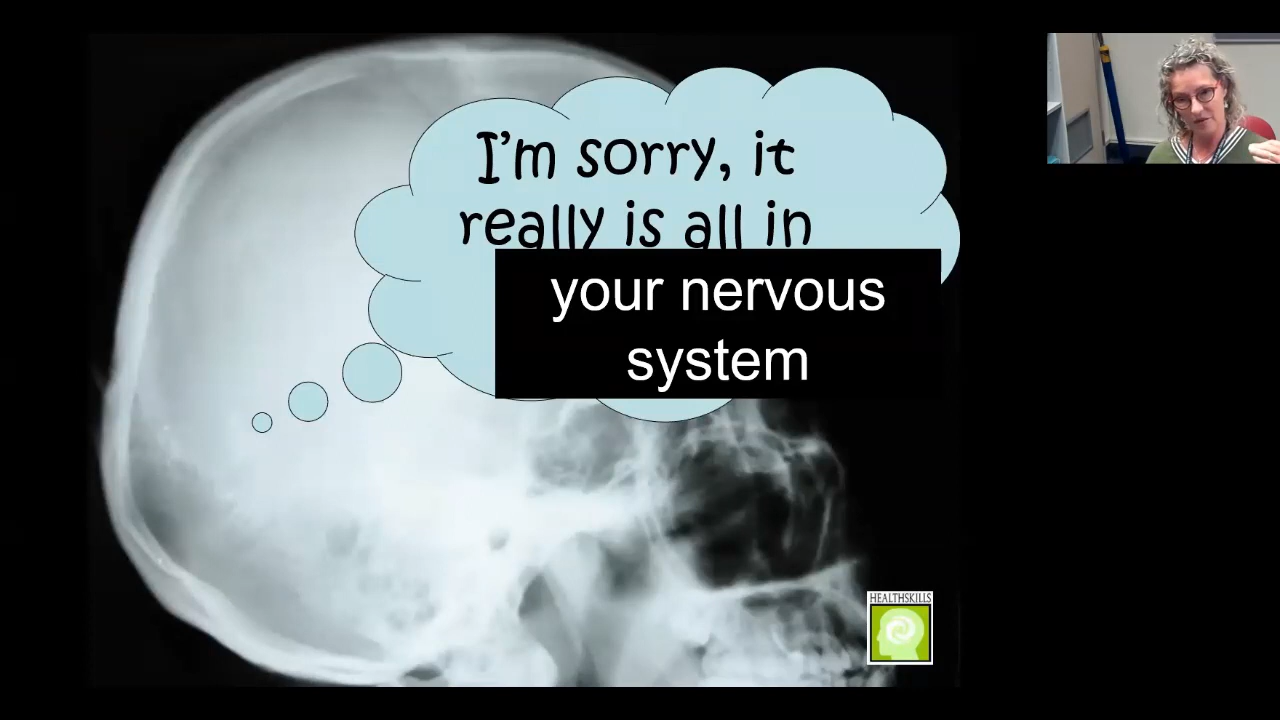 I'm sorry, it
really is all in
your nervous
system
HEALTHSKILLS